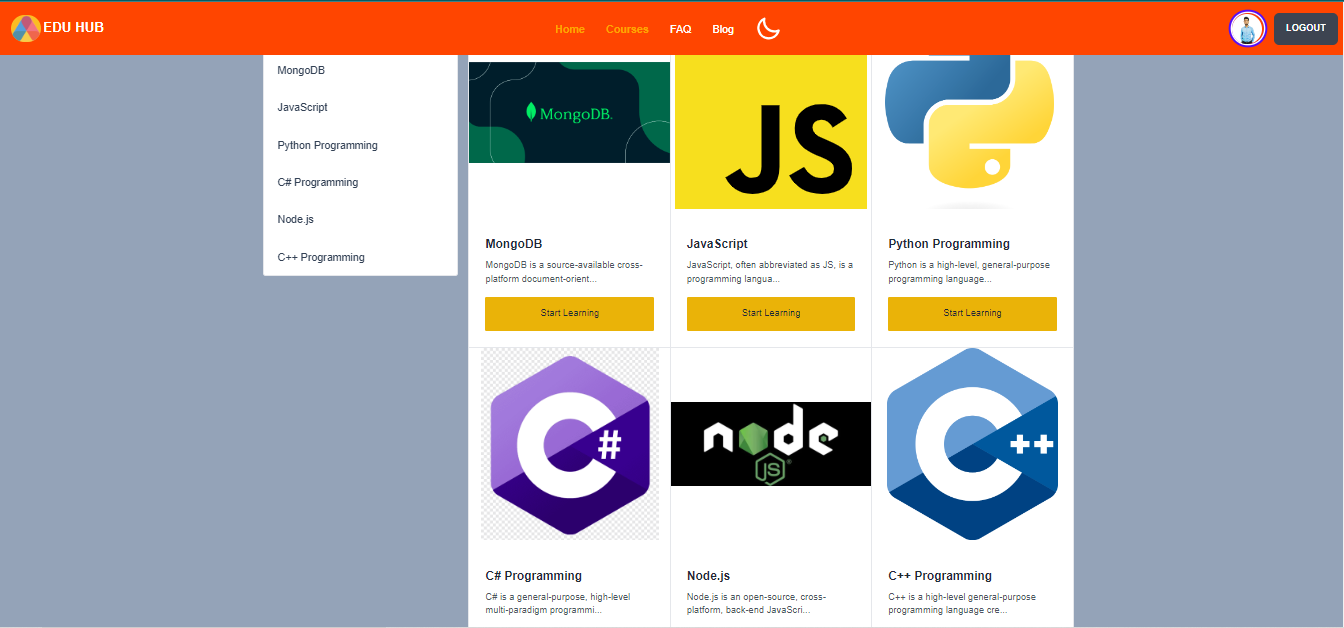 EDU HUB
Home
Courses
FAQ
Blog
LOGOUT
MongoDB
JavaScript
Python Programming
C# Programming
Node.js
C++ Programming
MongoDB.
JS
MongoDB
MongoDB is a source-available cross-
platform document-orient...
Start Learning
JavaScript
JavaScript, often abbreviated as JS, is a
programming langua...
Start Learning
Python Programming
Python is a high-level, general-purpose
programming language...
Start Learning
C#
node
JS
C++
C# Programming
C# is a general-purpose, high-level
multi-paradigm programmi...
Node.js
Node.js is an open-source, cross-
platform, back-end JavaScri...
C++ Programming
C++ is a high-level general-purpose
programming language cre...